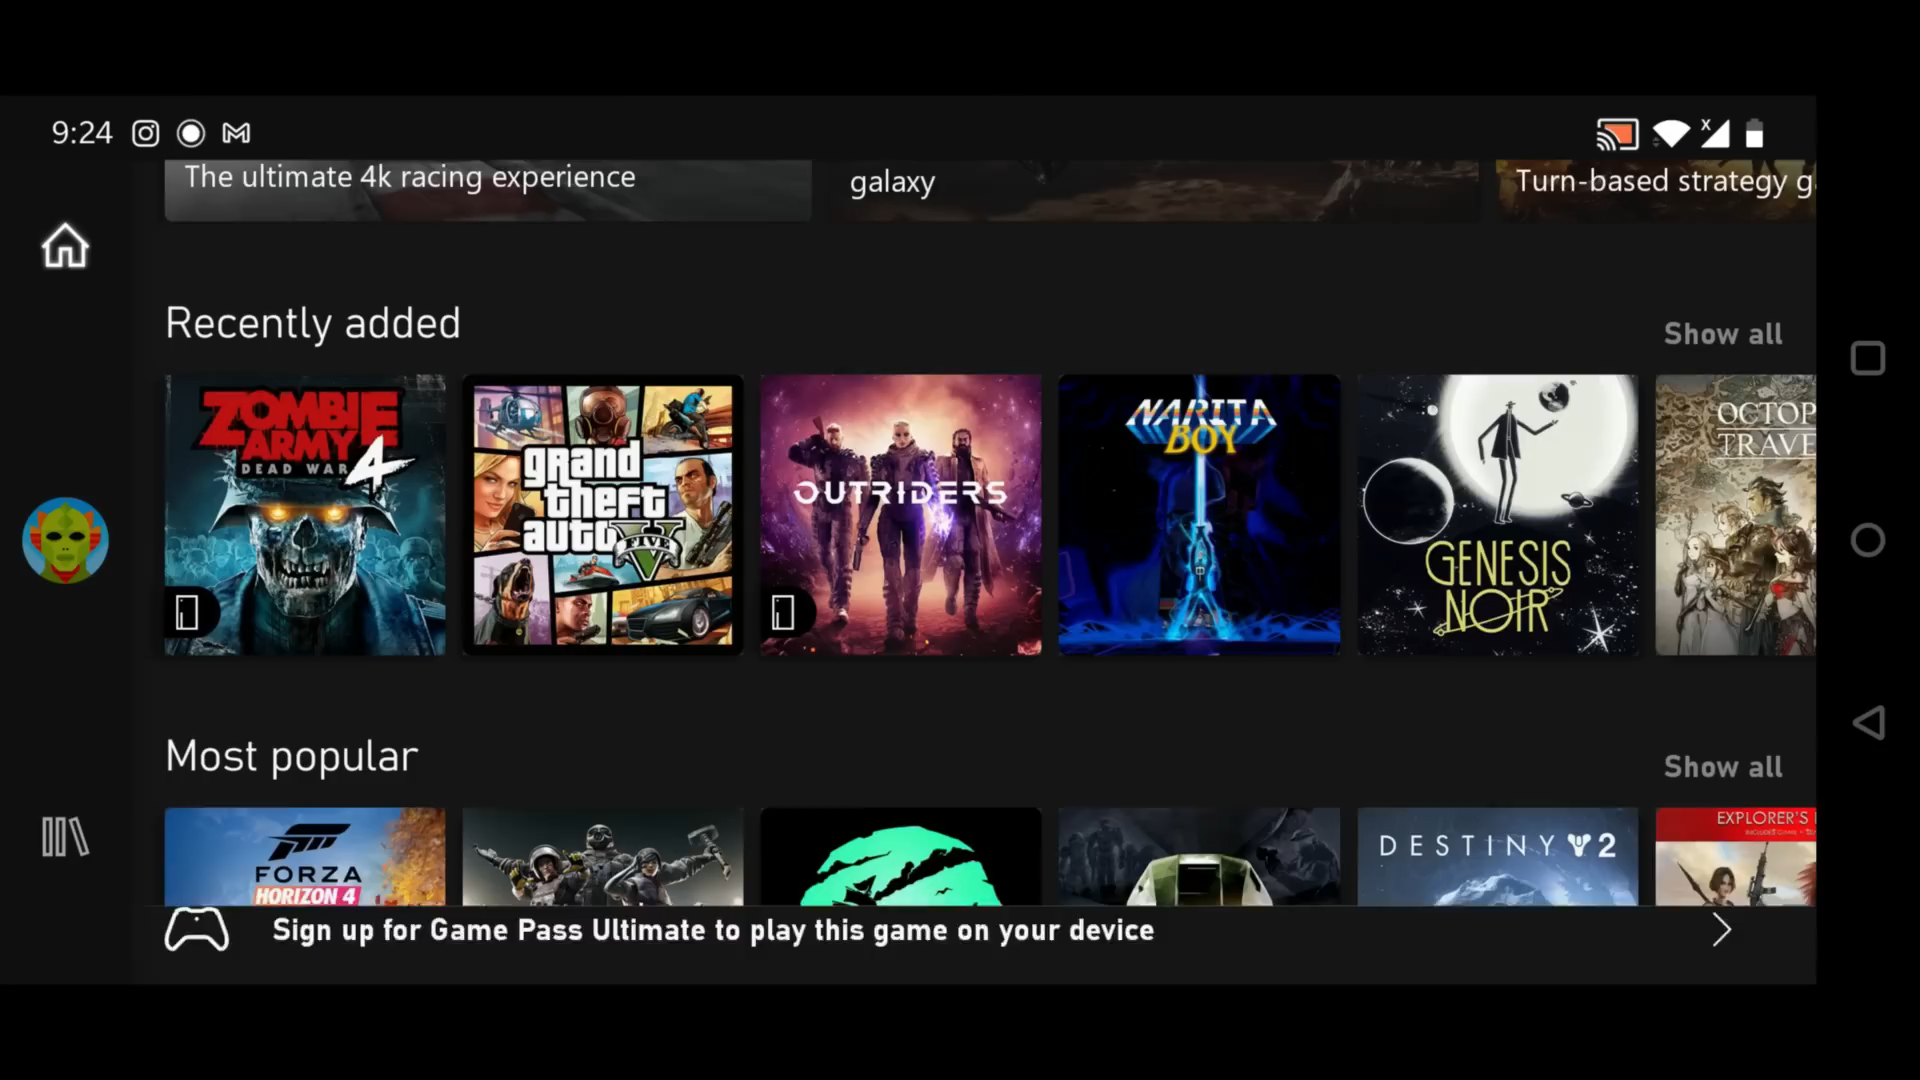 9:24
The ultimate 4k racing experience
galaxy
Turn-based strategy g
Recently added
Show all
ZOMBIE
ARMY 4
DEAD WAR
grand
theft
auto V
FIVE
OUTRIDERS
NARITA
BOY
GENESIS
NOIR
OCTOP
TRAVE
Most popular
Show all
FORZA
HORIZON 4
DESTINY 2
EXPLORER'S
Sign up for Game Pass Ultimate to play this game on your device